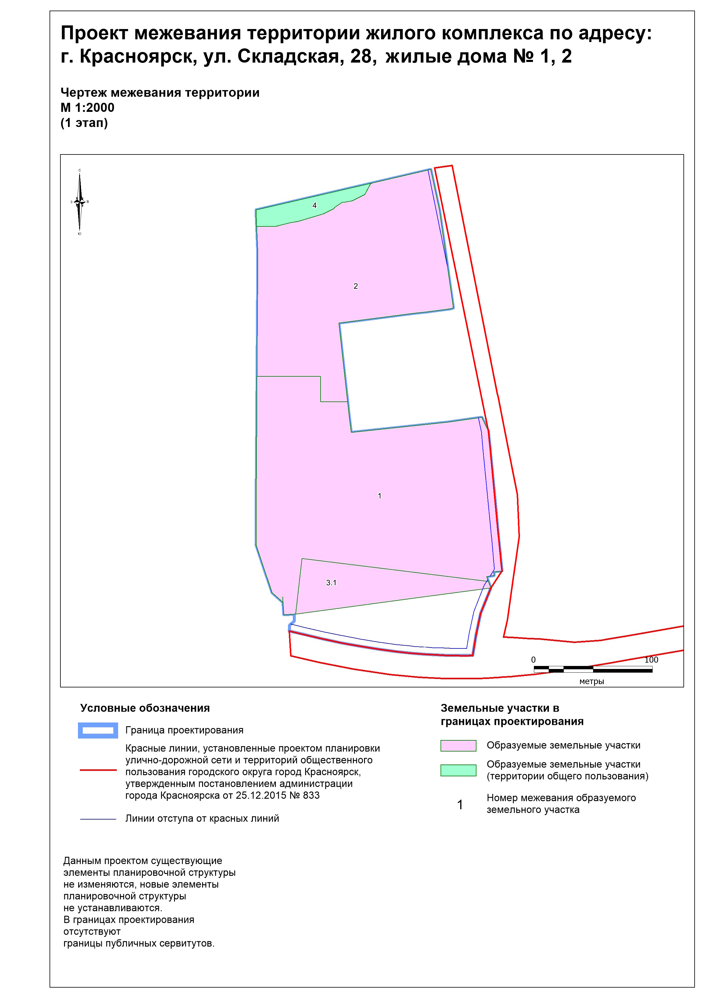 Проект межевания территории жилого комплекса по адресу:
г. Красноярск, ул. Складская, 28, жилые дома № 1, 2
Чертеж межевания территории
М 1:2000
(1 этап)
С
З
В
Ю
4
2
1
3.1
0
100
метры
Условные обозначения
Граница проектирования
Красные линии, установленные проектом планировки
улично-дорожной сети и территорий общественного
пользования городского округа город Красноярск,
утвержденным постановлением администрации
города Красноярска от 25.12.2015 № 833
Линии отступа от красных линий
Земельные участки в
границах проектирования
Образуемые земельные участки
Образуемые земельные участки
(территории общего пользования)
1
Номер межевания образуемого
земельного участка
Данным проектом существующие
элементы планировочной структуры
не изменяются, новые элементы
планировочной структуры
не устанавливаются.
В границах проектирования
отсутствуют
границы публичных сервитутов.